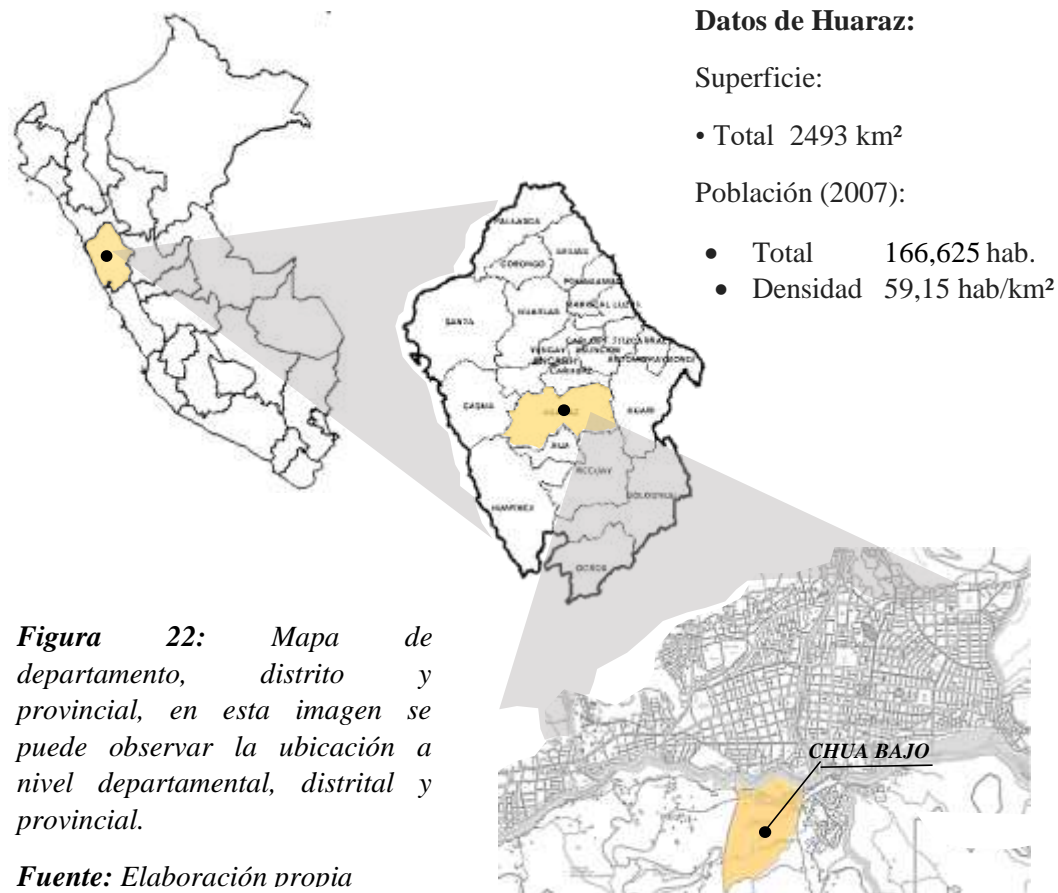 Datos de Huaraz:
Superficie:
• Total 2493 km²
Población (2007):
• Total 166,625 hab.
• Densidad 59,15 hab/km²
PALLASCA
CORONGO
SIHUAS
POMABAMBA
SANTA
HUAYLAS
YUNGAY
ASUNCION
CASMA
HUARAZ
HUARI
RECUAY
BOLOGNESI
HUARMEY
OCROS
CHUA BAJO
Figura 22: Mapa de
departamento, distrito y
provincial, en esta imagen se
puede observar la ubicación a
nivel departamental, distrital y
provincial.
Fuente: Elaboración propia